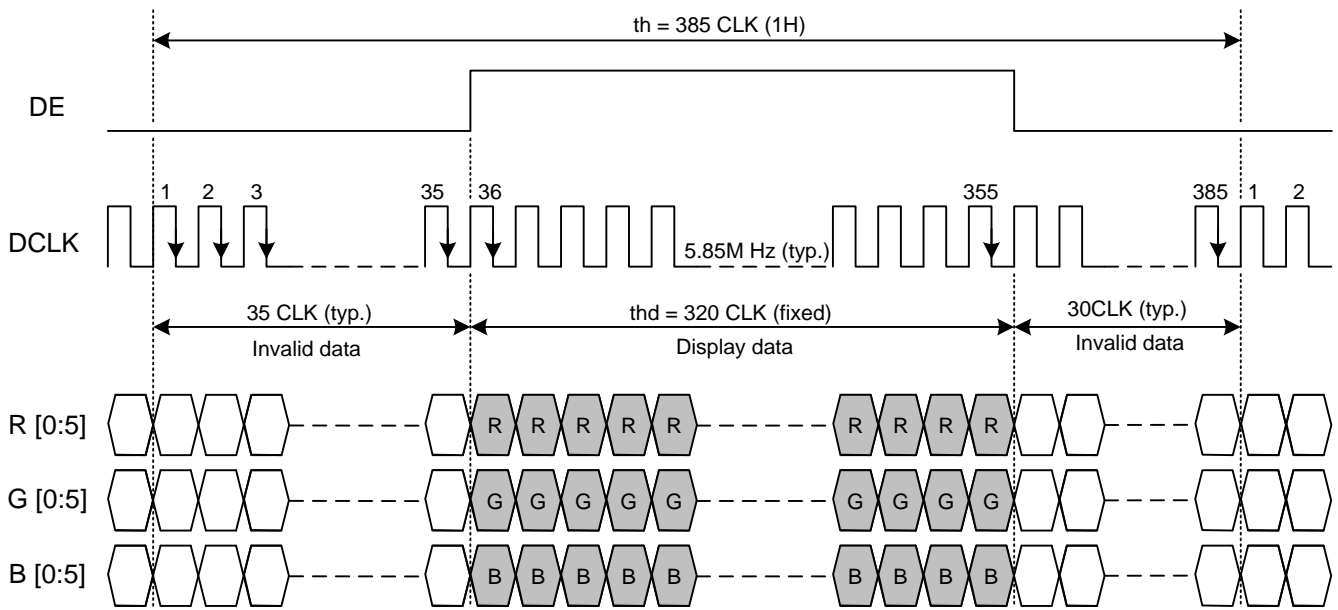 th = 385 CLK (1H)
DE
1 2 3 35 36 355 385 1 2
DCLK
5.85M Hz (typ.)
35 CLK (typ.) thd = 320 CLK (fixed) 30CLK (typ.)
Invalid data Display data Invalid data
R [0:5] R R R R R R R R R
G [0:5] G G G G G G G G G
B [0:5] B B B B B B B B B